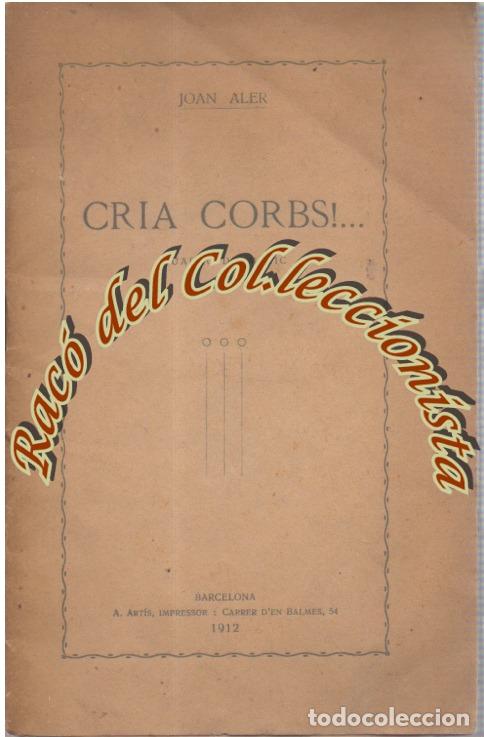 JOAN ALER
CRIA CORBS!...
Racó del Col·leccionista
BARCELONA
A. ARTÍS, IMPRESSOR : CARRER D'EN BALMES, 54
1912
todocoleccion